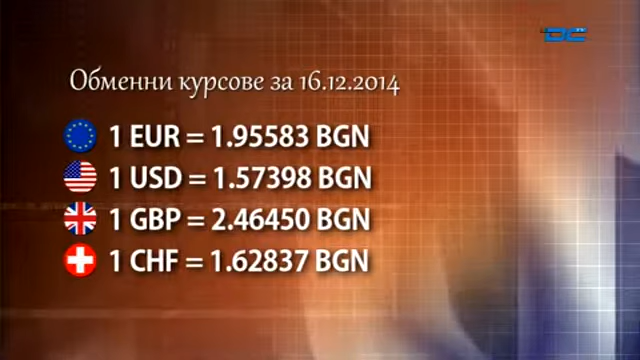 DC
Обменни курсове за 16.12.2014
1 EUR = 1.95583 BGN
1 USD = 1.57398 BGN
1 GBP = 2.46450 BGN
1 CHF = 1.62837 BGN